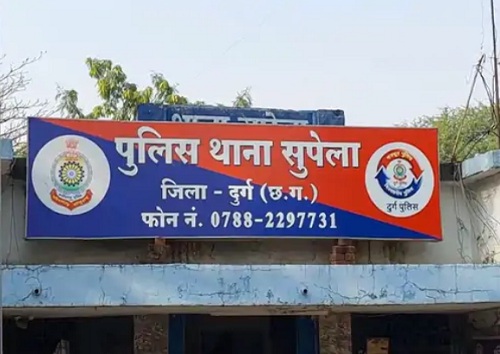 पुलिस थाना सुपेला
जिला - दुर्ग (छ.ग.)
फोन नं. 0788-2297731
दुर्ग पुलिस